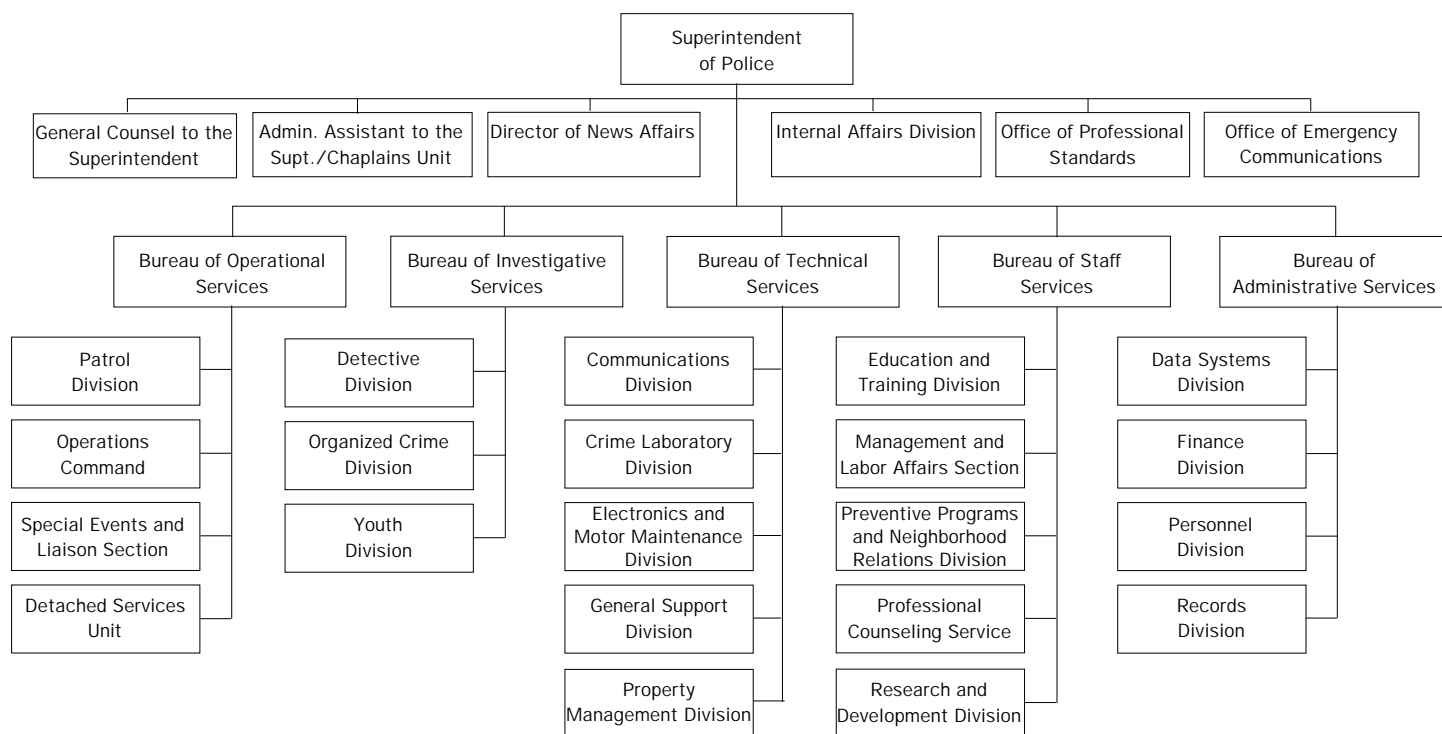 Superintendent
of Police
General Counsel to the
Superintendent
Admin. Assistant to the
Supt./Chaplains Unit
Director of News Affairs
Internal Affairs Division
Office of Professional
Standards
Office of Emergency
Communications
Bureau of Operational
Services
Bureau of Investigative
Services
Bureau of Technical
Services
Bureau of Staff
Services
Bureau of
Administrative Services
Patrol
Division
Operations
Command
Special Events and
Liaison Section
Detached Services
Unit
Detective
Division
Organized Crime
Division
Youth
Division
Communications
Division
Crime Laboratory
Division
Electronics and
Motor Maintenance
Division
General Support
Division
Property
Management Division
Education and
Training Division
Management and
Labor Affairs Section
Preventive Programs
and Neighborhood
Relations Division
Professional
Counseling Service
Research and
Development Division
Data Systems
Division
Finance
Division
Personnel
Division
Records
Division